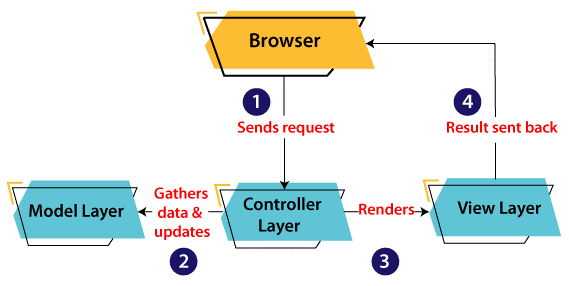 Browser
1
4
Sends request
Result sent back
Model Layer
Gathers
data &
updates
Controller
Layer
Renders
View Layer
2
3